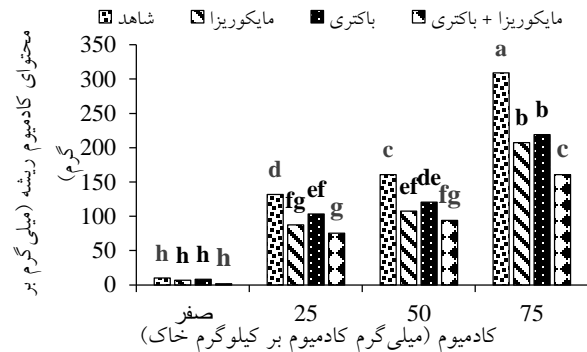 شاهد مایکوریزا باکتری مایکوریزا + باکتری
محتوای کادمیوم ریشه (میلی‌گرم بر
گرم)
350
300
250
200
150
100
50
0
h h h h
d fg ef g
c ef de fg
a b b c
صفر 25 50 75
کادمیوم (میلی‌گرم کادمیوم بر کیلوگرم خاک)